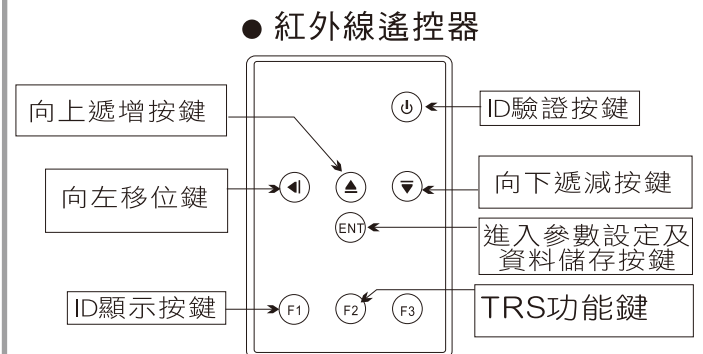 ● 紅外線遙控器
向上遞增按鍵
ID驗證按鍵
向左移位鍵
向下遞減按鍵
ENT
進入參數設定及
資料儲存按鍵
ID顯示按鍵
F1
F2
F3
TRS功能鍵